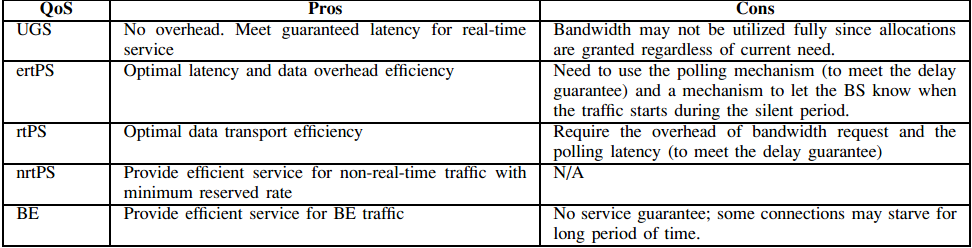 QoS Pros Cons
UGS No overhead. Meet guaranteed latency for real-time Bandwidth may not be utilized fully since allocations
service are granted regardless of current need.
ertPS Optimal latency and data overhead efficiency Need to use the polling mechanism (to meet the delay
guarantee) and a mechanism to let the BS know when
the traffic starts during the silent period.
rtPS Optimal data transport efficiency Require the overhead of bandwidth request and the
polling latency (to meet the delay guarantee)
nrtPS Provide efficient service for non-real-time traffic with N/A
minimum reserved rate
BE Provide efficient service for BE traffic No service guarantee; some connections may starve for
long period of time.